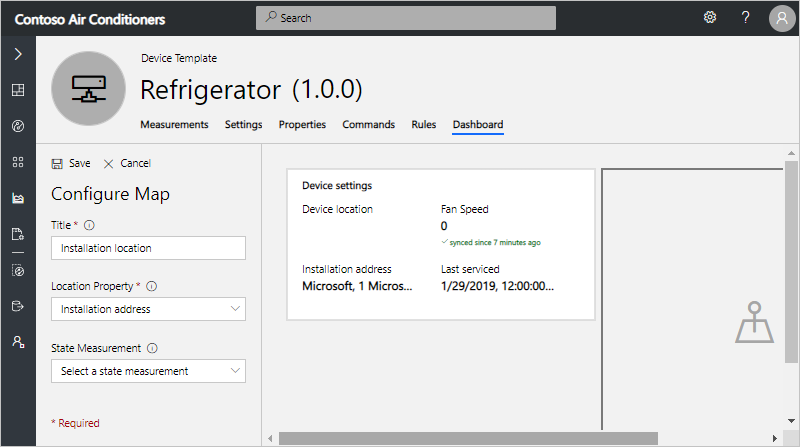 Contoso Air Conditioners
Search
?
Device Template
Refrigerator (1.0.0)
Measurements Settings Properties Commands Rules Dashboard
Save Cancel
Configure Map
Title *
Installation location
Location Property *
Installation address
State Measurement
Select a state measurement
* Required
Device settings
Device location Fan Speed
0
synced since 7 minutes ago
Installation address Last serviced
Microsoft, 1 Micros... 1/29/2019, 12:00:00...